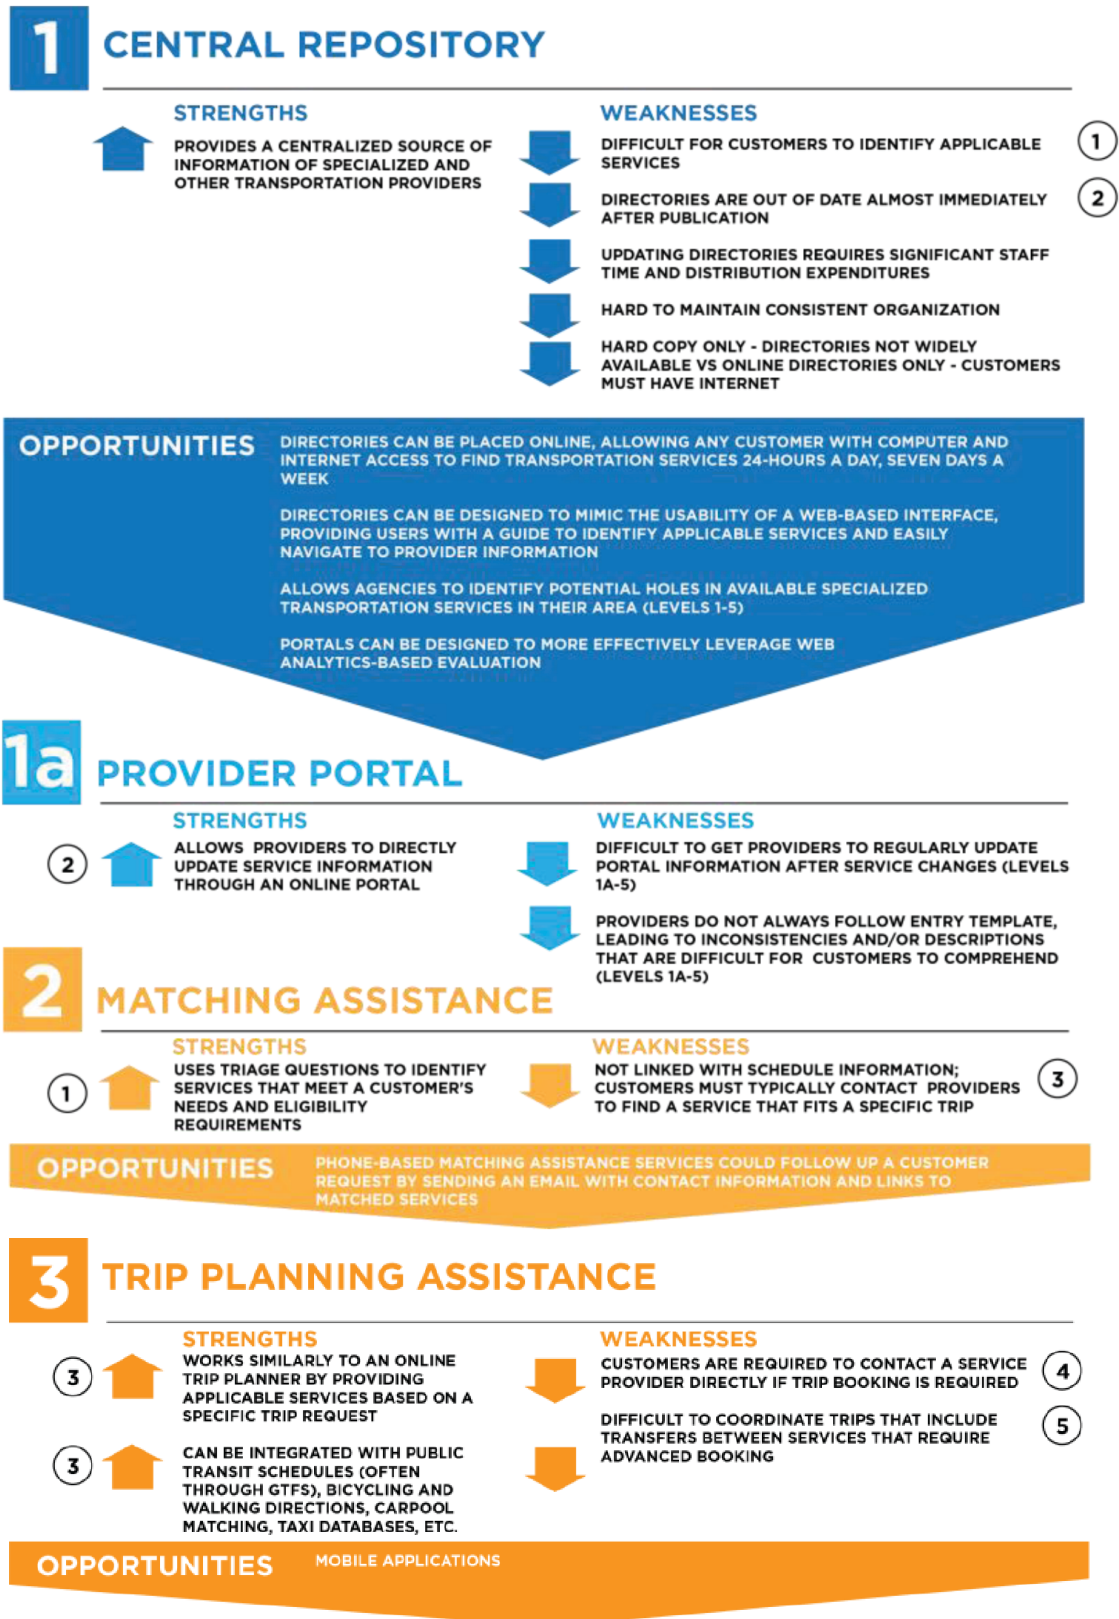 1 CENTRAL REPOSITORY
STRENGTHS
PROVIDES A CENTRALIZED SOURCE OF
INFORMATION OF SPECIALIZED AND
OTHER TRANSPORTATION PROVIDERS
WEAKNESSES
DIFFICULT FOR CUSTOMERS TO IDENTIFY APPLICABLE
SERVICES
1
DIRECTORIES ARE OUT OF DATE ALMOST IMMEDIATELY
AFTER PUBLICATION
2
UPDATING DIRECTORIES REQUIRES SIGNIFICANT STAFF
TIME AND DISTRIBUTION EXPENDITURES
HARD TO MAINTAIN CONSISTENT ORGANIZATION
HARD COPY ONLY - DIRECTORIES NOT WIDELY
AVAILABLE VS ONLINE DIRECTORIES ONLY - CUSTOMERS
MUST HAVE INTERNET
OPPORTUNITIES
DIRECTORIES CAN BE PLACED ONLINE, ALLOWING ANY CUSTOMER WITH COMPUTER AND
INTERNET ACCESS TO FIND TRANSPORTATION SERVICES 24-HOURS A DAY, SEVEN DAYS A
WEEK
DIRECTORIES CAN BE DESIGNED TO MIMIC THE USABILITY OF A WEB-BASED INTERFACE,
PROVIDING USERS WITH A GUIDE TO IDENTIFY APPLICABLE SERVICES AND EASILY
NAVIGATE TO PROVIDER INFORMATION
ALLOWS AGENCIES TO IDENTIFY POTENTIAL HOLES IN AVAILABLE SPECIALIZED
TRANSPORTATION SERVICES IN THEIR AREA (LEVELS 1-5)
PORTALS CAN BE DESIGNED TO MORE EFFECTIVELY LEVERAGE WEB
ANALYTICS-BASED EVALUATION
1a PROVIDER PORTAL
STRENGTHS
2
ALLOWS PROVIDERS TO DIRECTLY
UPDATE SERVICE INFORMATION
THROUGH AN ONLINE PORTAL
WEAKNESSES
DIFFICULT TO GET PROVIDERS TO REGULARLY UPDATE
PORTAL INFORMATION AFTER SERVICE CHANGES (LEVELS
1A-5)
PROVIDERS DO NOT ALWAYS FOLLOW ENTRY TEMPLATE,
LEADING TO INCONSISTENCIES AND/OR DESCRIPTIONS
THAT ARE DIFFICULT FOR CUSTOMERS TO COMPREHEND
(LEVELS 1A-5)
2 MATCHING ASSISTANCE
STRENGTHS
1
USES TRIAGE QUESTIONS TO IDENTIFY
SERVICES THAT MEET A CUSTOMER'S
NEEDS AND ELIGIBILITY
REQUIREMENTS
WEAKNESSES
NOT LINKED WITH SCHEDULE INFORMATION;
CUSTOMERS MUST TYPICALLY CONTACT PROVIDERS
TO FIND A SERVICE THAT FITS A SPECIFIC TRIP
3
OPPORTUNITIES
PHONE-BASED MATCHING ASSISTANCE SERVICES COULD FOLLOW UP A CUSTOMER
REQUEST BY SENDING AN EMAIL WITH CONTACT INFORMATION AND LINKS TO
MATCHED SERVICES
3 TRIP PLANNING ASSISTANCE
STRENGTHS
3
WORKS SIMILARLY TO AN ONLINE
TRIP PLANNER BY PROVIDING
APPLICABLE SERVICES BASED ON A
SPECIFIC TRIP REQUEST
3
CAN BE INTEGRATED WITH PUBLIC
TRANSIT SCHEDULES (OFTEN
THROUGH GTFS), BICYCLING AND
WALKING DIRECTIONS, CARPOOL
MATCHING, TAXI DATABASES, ETC.
WEAKNESSES
CUSTOMERS ARE REQUIRED TO CONTACT A SERVICE
PROVIDER DIRECTLY IF TRIP BOOKING IS REQUIRED
4
DIFFICULT TO COORDINATE TRIPS THAT INCLUDE
TRANSFERS BETWEEN SERVICES THAT REQUIRE
ADVANCED BOOKING
5
OPPORTUNITIES
MOBILE APPLICATIONS